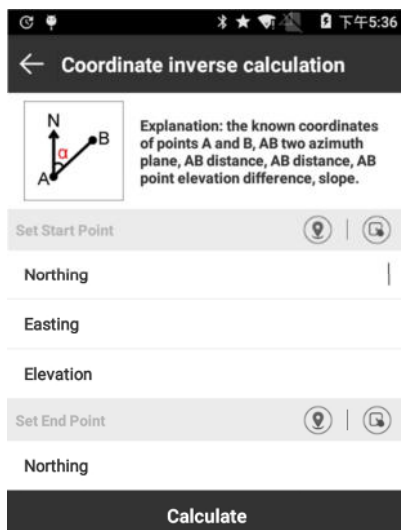 下午5:36
Coordinate inverse calculation
N
B
α
A
Explanation: the known coordinates
of points A and B, AB two azimuth
plane, AB distance, AB distance, AB
point elevation difference, slope.
Set Start Point
Northing
Easting
Elevation
Set End Point
Northing
Calculate